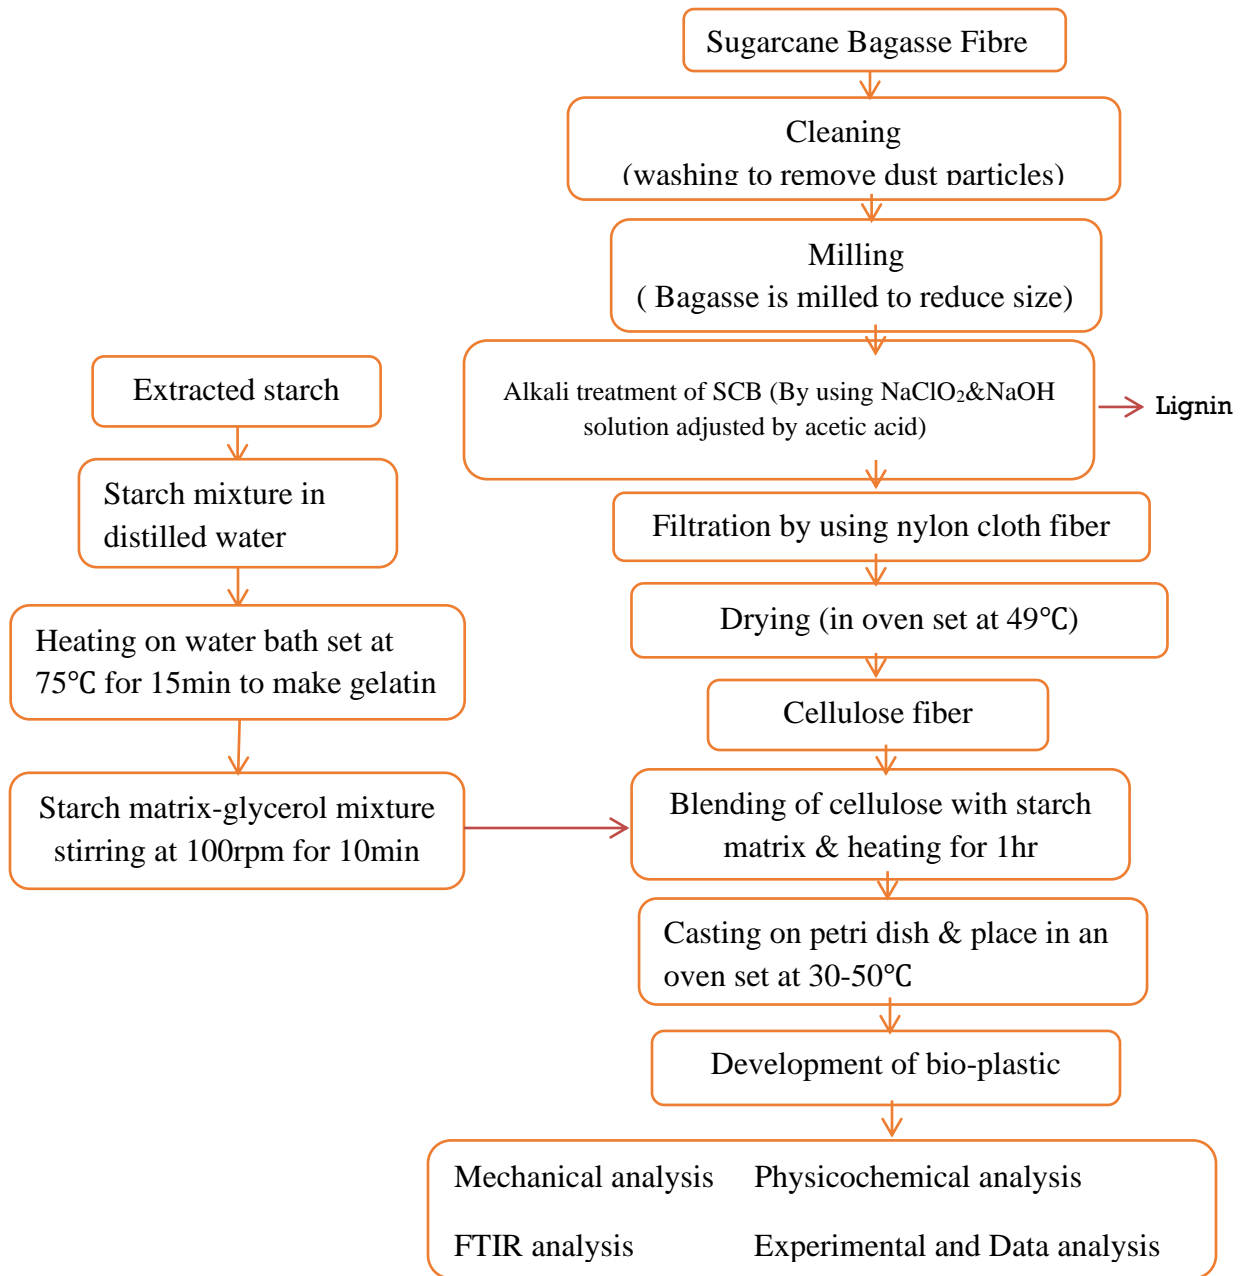 Sugarcane Bagasse Fibre
Cleaning
(washing to remove dust particles)
Milling
( Bagasse is milled to reduce size)
Alkali treatment of SCB (By using NaClO₂&NaOH
solution adjusted by acetic acid)
Lignin
Filtration by using nylon cloth fiber
Drying (in oven set at 49℃)
Cellulose fiber
Extracted starch
Starch mixture in
distilled water
Heating on water bath set at
75℃ for 15min to make gelatin
Starch matrix-glycerol mixture
stirring at 100rpm for 10min
Blending of cellulose with starch
matrix & heating for 1hr
Casting on petri dish & place in an
oven set at 30-50℃
Development of bio-plastic
Mechanical analysis Physicochemical analysis
FTIR analysis Experimental and Data analysis